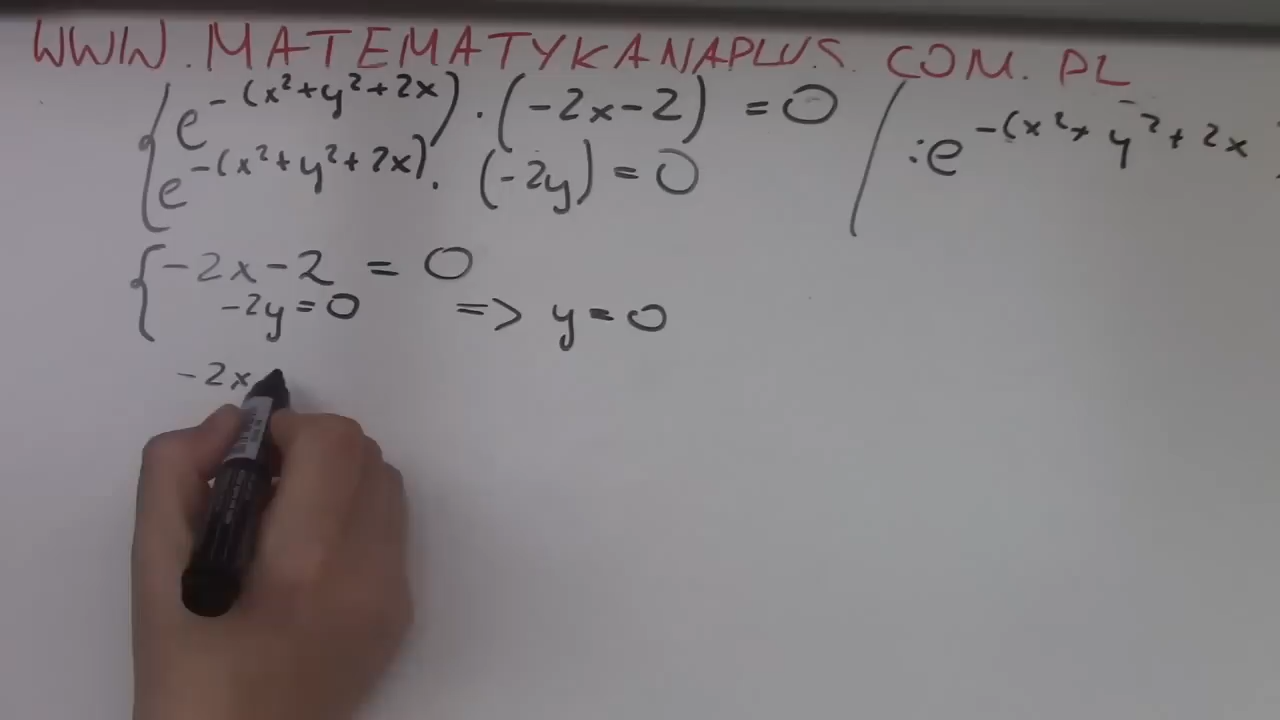 WWW.MATEMATYKANAPLUS.COM.PL
{ e^{-(x²+y²+2x)} · (-2x-2) = 0 / :e^{-(x²+y²+2x
e^{-(x²+y²+2x)} · (-2y) = 0
{ -2x-2 = 0
-2y=0 => y=0
-2x